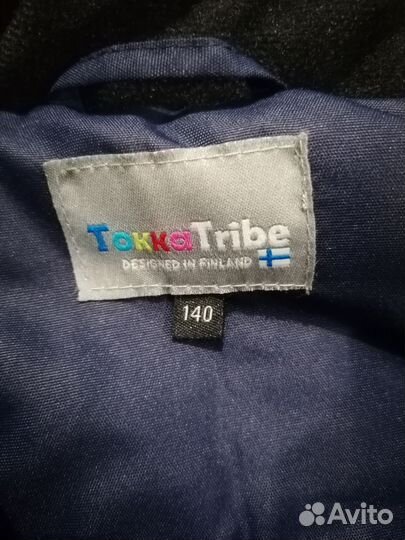 TokkaTribe
DESIGNED IN FINLAND
140
Avito